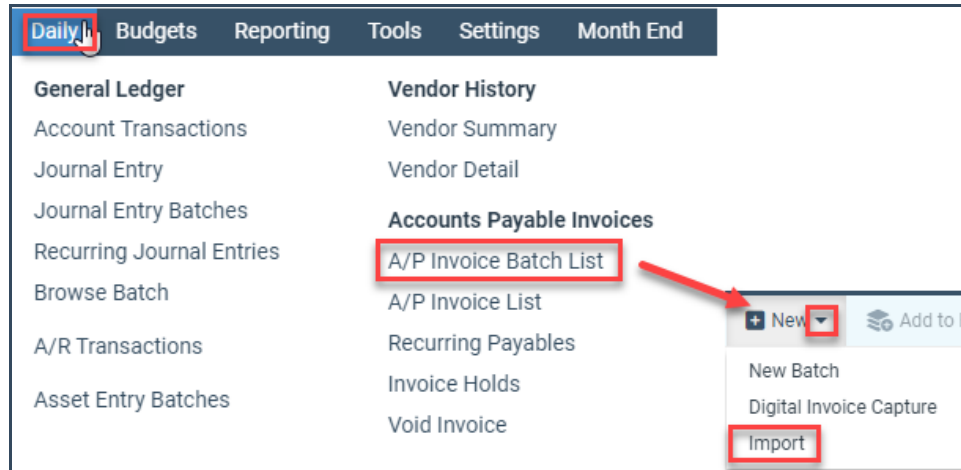 Daily Budgets Reporting Tools Settings Month End
General Ledger
Account Transactions
Journal Entry
Journal Entry Batches
Recurring Journal Entries
Browse Batch
A/R Transactions
Asset Entry Batches
Vendor History
Vendor Summary
Vendor Detail
Accounts Payable Invoices
A/P Invoice Batch List
A/P Invoice List
Recurring Payables
Invoice Holds
Void Invoice
New Add to
New Batch
Digital Invoice Capture
Import